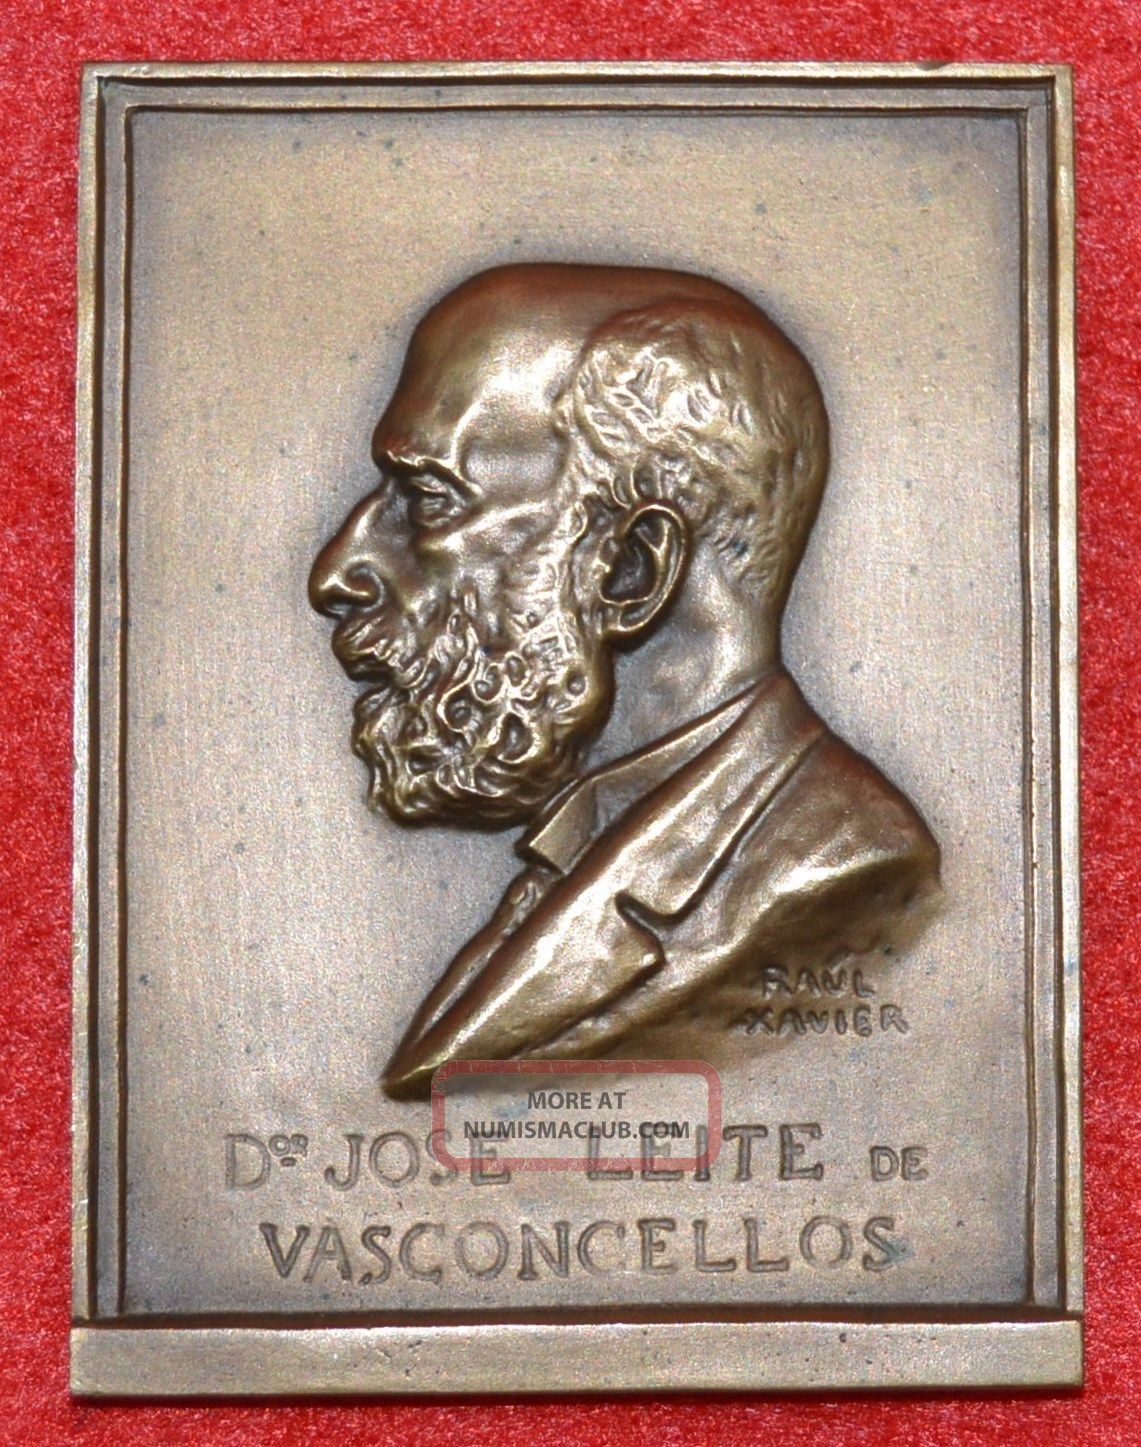 RAUL
XAVIER
MORE AT
NUMISMACLUB.COM
DOR JOSE LEITE DE
VASCONCELLOS